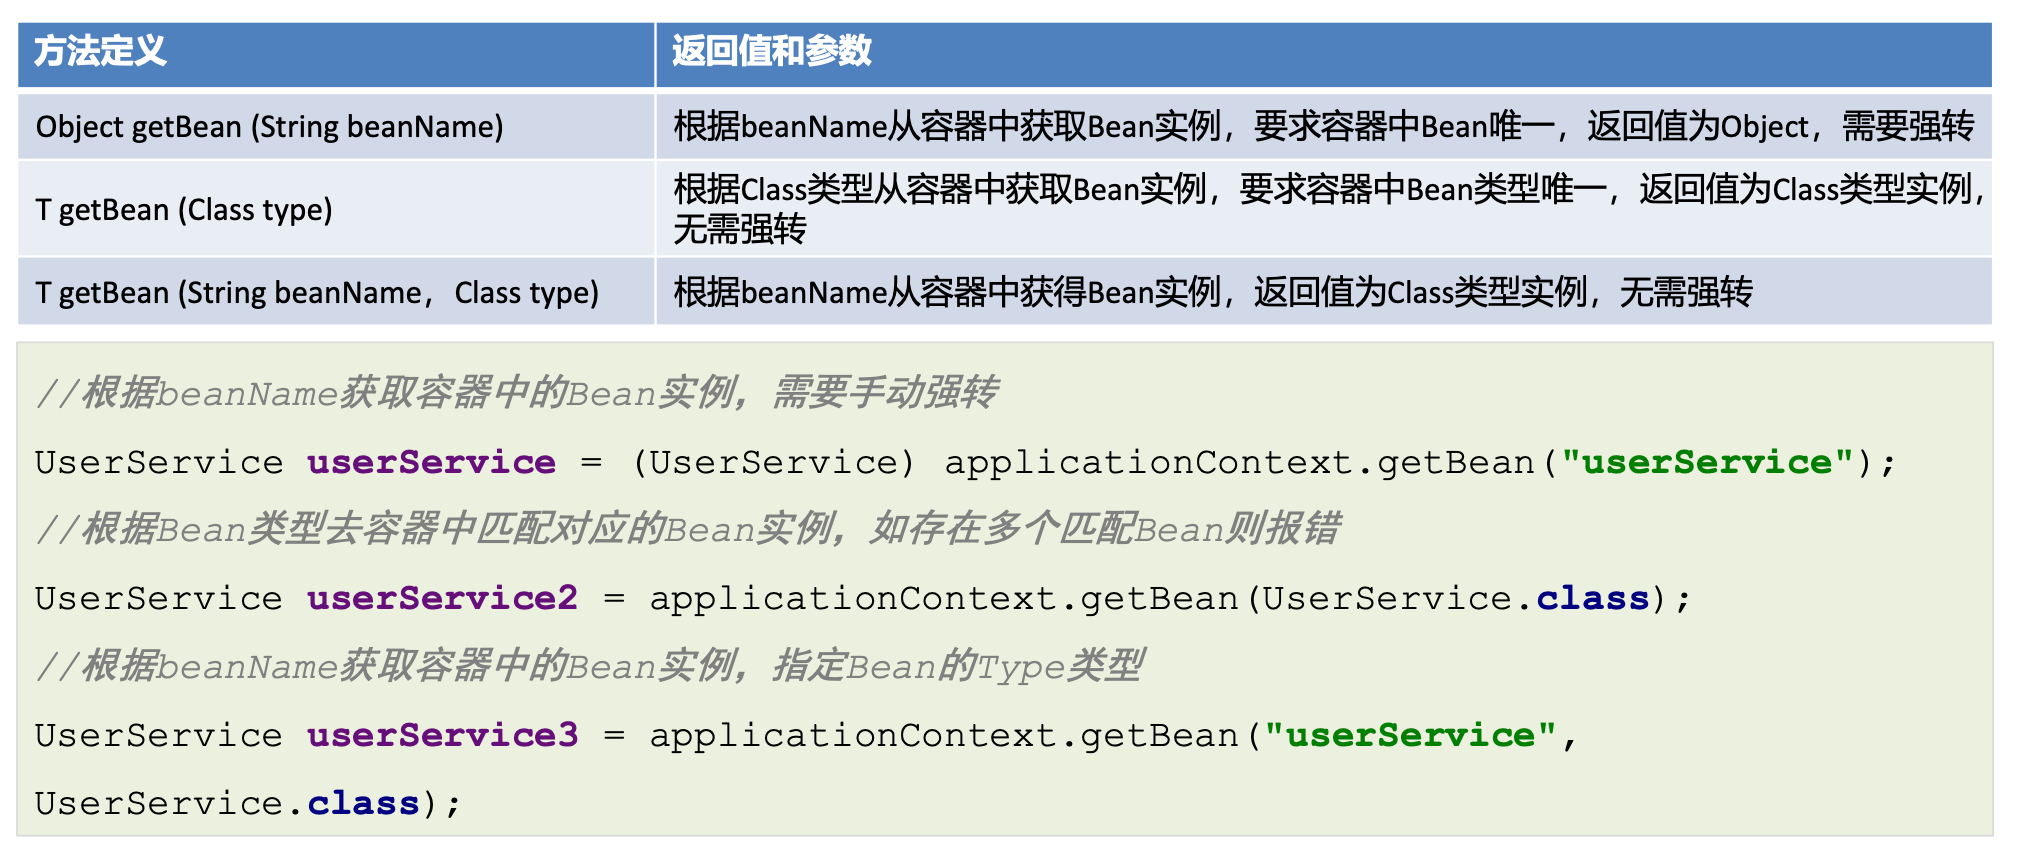 方法定义
返回值和参数
Object getBean (String beanName)
根据beanName从容器中获取Bean实例，要求容器中Bean唯一，返回值为Object，需要强转
T getBean (Class type)
根据Class类型从容器中获取Bean实例，要求容器中Bean类型唯一，返回值为Class类型实例，
无需强转
T getBean (String beanName，Class type)
根据beanName从容器中获得Bean实例，返回值为Class类型实例，无需强转
//根据beanName获取容器中的Bean实例，需要手动强转
UserService userService = (UserService) applicationContext.getBean("userService");
//根据Bean类型去容器中匹配对应的Bean实例，如存在多个匹配Bean则报错
UserService userService2 = applicationContext.getBean(UserService.class);
//根据beanName获取容器中的Bean实例，指定Bean的Type类型
UserService userService3 = applicationContext.getBean("userService",
UserService.class);